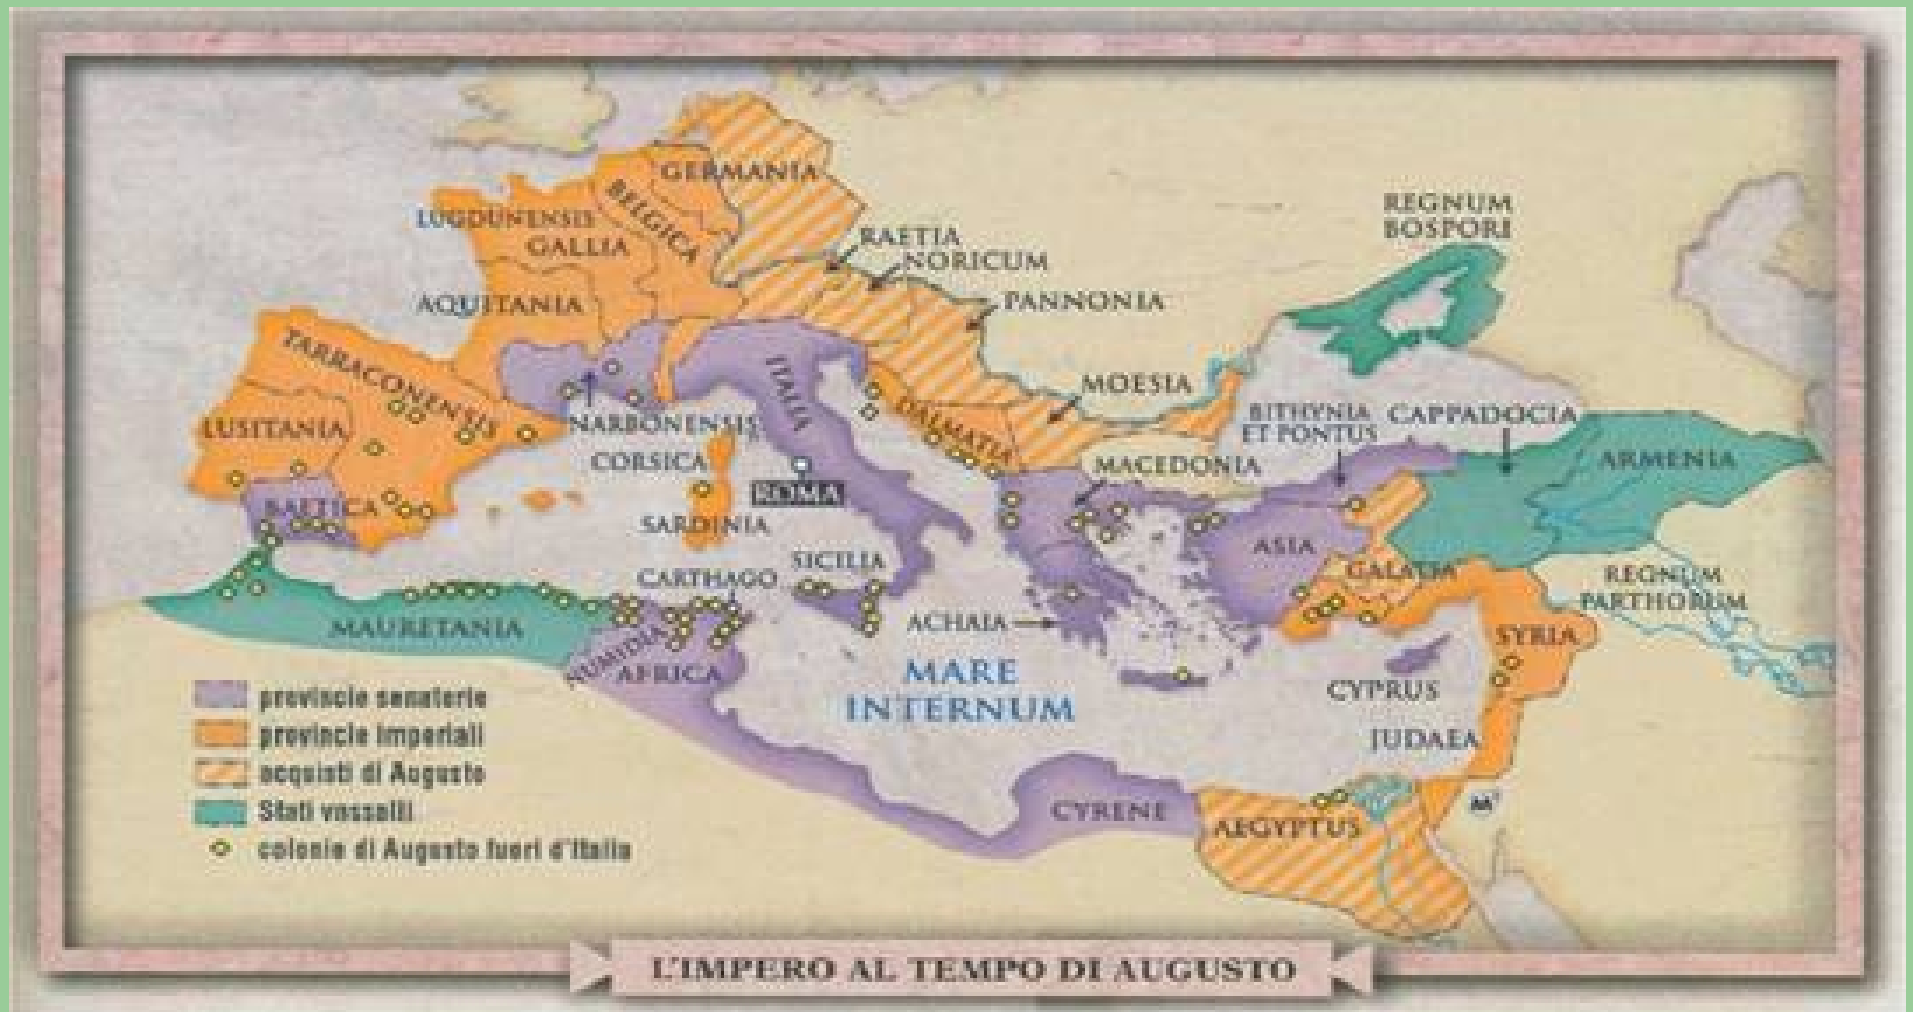 GERMANIA
BELGICA
LUGDUNENSIS
GALLIA
RAETIA
NORICUM
PANNONIA
AQUITANIA
REGNUM
BOSPORI
TARRACONENSIS
ITALIA
MOESIA
LUSITANIA
NARBONENSIS
DALMATIA
BITHYNIA
ET PONTUS
CAPPADOCIA
CORSICA
MACEDONIA
ARMENIA
ROMA
BAETICA
SARDINIA
ASIA
SICILIA
CARTHAGO
GALATIA
REGNUM
PARTHORUM
MAURETANIA
ACHAIA
SYRIA
NUMIDIA
AFRICA
MARE
INTERNUM
CYPRUS
JUDAEA
CYRENE
AEGYPTUS
provincie senatorie
provincie imperiali
acquisti di Augusto
Stati vassalli
colonie di Augusto fuori d'Italia
L'IMPERO AL TEMPO DI AUGUSTO